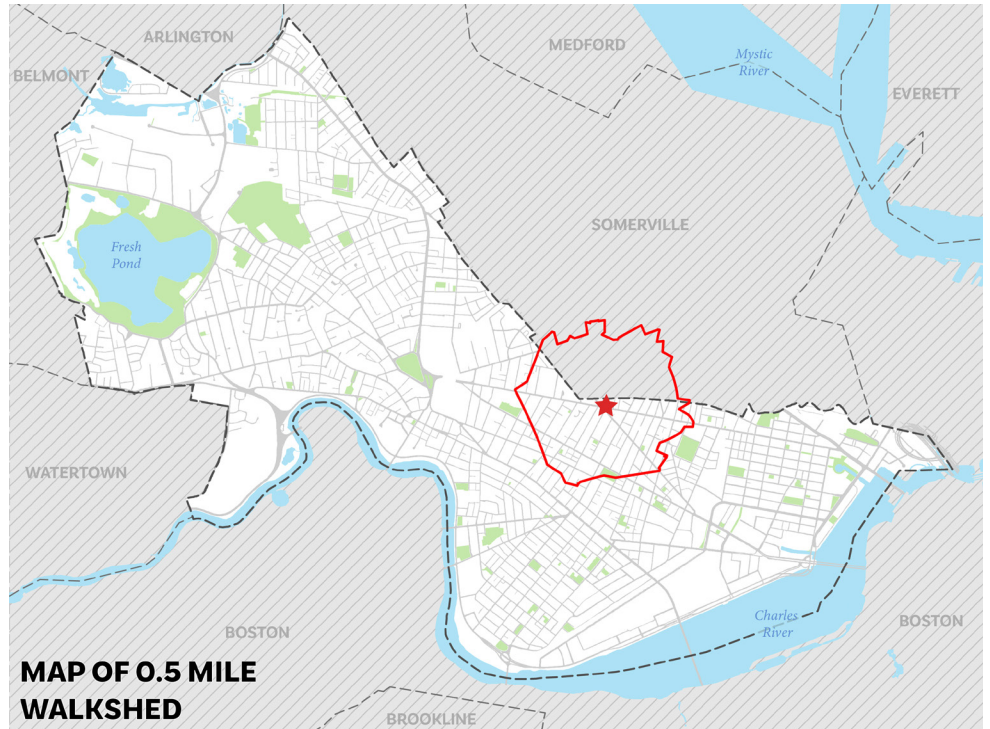 ARLINGTON
MEDFORD
Mystic
River
BELMONT
EVERETT
SOMERVILLE
Fresh
Pond
WATERTOWN
Charles
River
BOSTON
BOSTON
MAP OF 0.5 MILE
WALKSHED
BROOKLINE